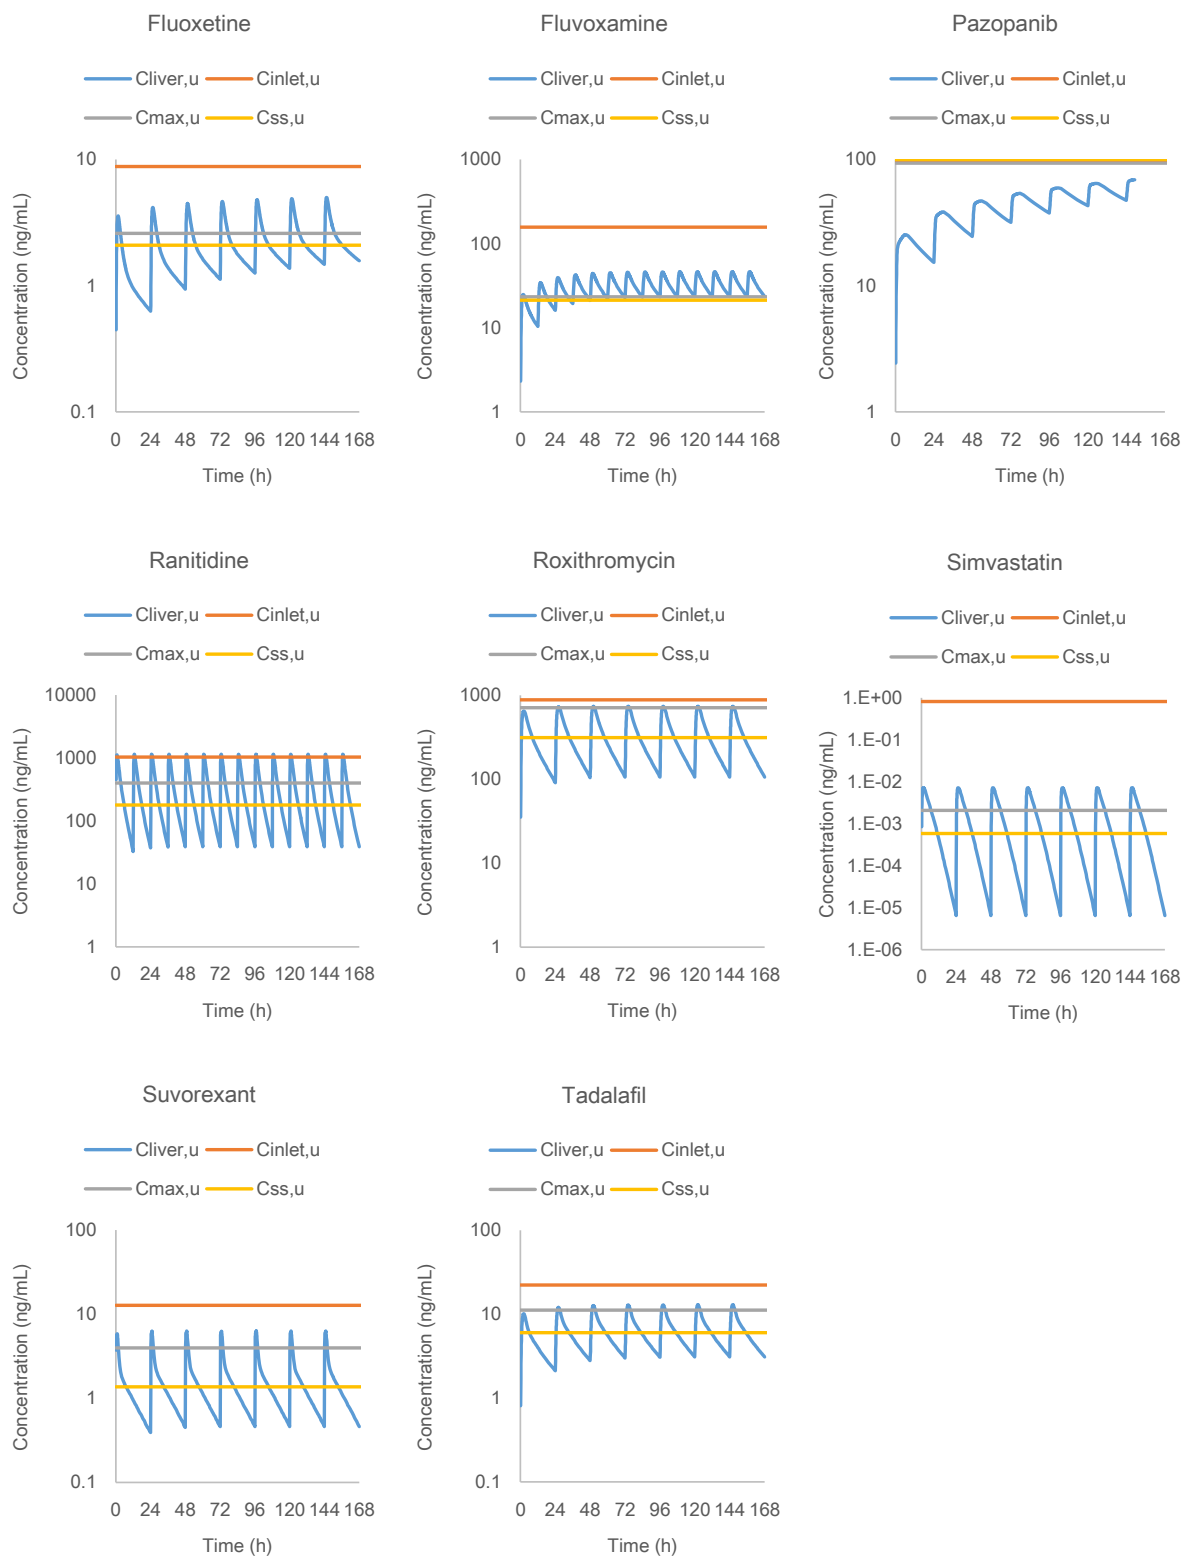 Fluoxetine
Cliver,u Cinlet,u
Cmax,u Css,u
10
1
0.1
Concentration (ng/mL)
0 24 48 72 96 120 144 168
Time (h)
Fluvoxamine
Cliver,u Cinlet,u
Cmax,u Css,u
1000
100
10
1
Concentration (ng/mL)
0 24 48 72 96 120 144 168
Time (h)
Pazopanib
Cliver,u Cinlet,u
Cmax,u Css,u
100
10
1
Concentration (ng/mL)
0 24 48 72 96 120 144 168
Time (h)
Ranitidine
Cliver,u Cinlet,u
Cmax,u Css,u
10000
1000
100
10
1
Concentration (ng/mL)
0 24 48 72 96 120 144 168
Time (h)
Roxithromycin
Cliver,u Cinlet,u
Cmax,u Css,u
1000
100
10
1
Concentration (ng/mL)
0 24 48 72 96 120 144 168
Time (h)
Simvastatin
Cliver,u Cinlet,u
Cmax,u Css,u
1.E+00
1.E-01
1.E-02
1.E-03
1.E-04
1.E-05
1.E-06
Concentration (ng/mL)
0 24 48 72 96 120 144 168
Time (h)
Suvorexant
Cliver,u Cinlet,u
Cmax,u Css,u
100
10
1
0.1
Concentration (ng/mL)
0 24 48 72 96 120 144 168
Time (h)
Tadalafil
Cliver,u Cinlet,u
Cmax,u Css,u
100
10
1
0.1
Concentration (ng/mL)
0 24 48 72 96 120 144 168
Time (h)